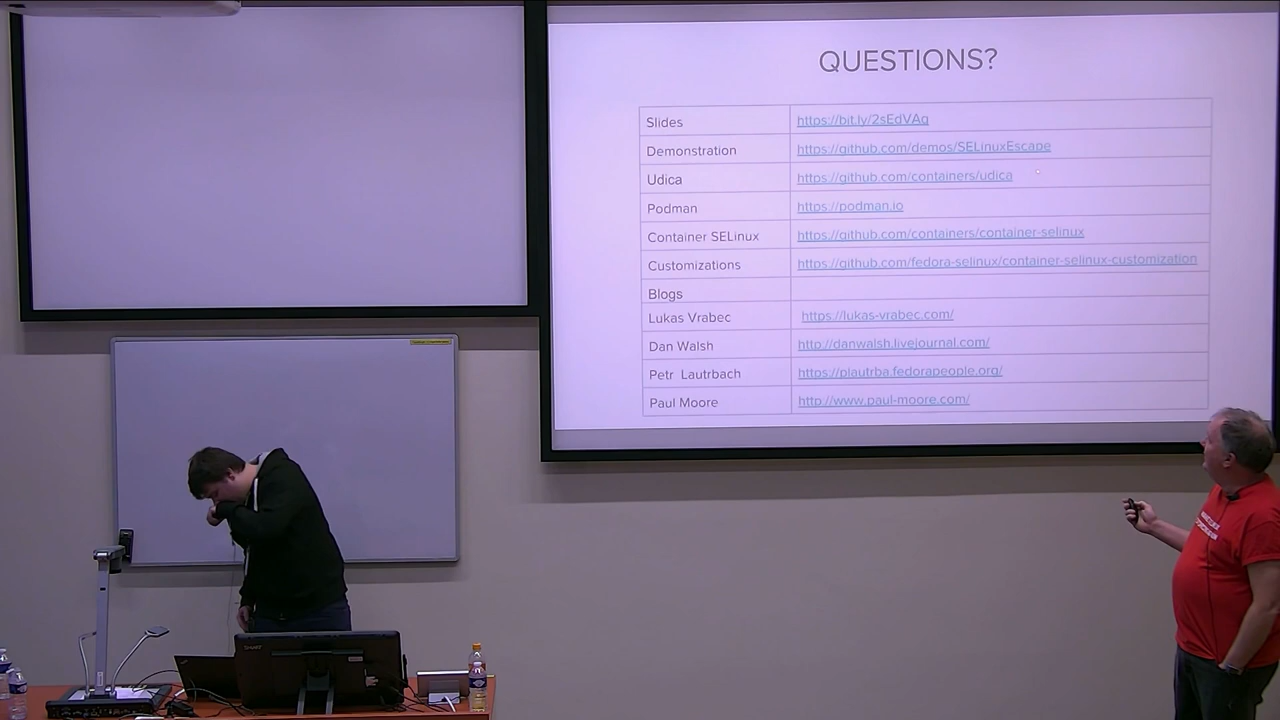 QUESTIONS?
Slides https://bit.ly/2sEdVAg
Demonstration https://github.com/demos/SELinuxEscape
Udica https://github.com/containers/udica
Podman https://podman.io
Container SELinux https://github.com/containers/container-selinux
Customizations https://github.com/fedora-selinux/container-selinux-customization
Blogs
Lukas Vrabec https://lukas-vrabec.com/
Dan Walsh http://danwalsh.livejournal.com/
Petr Lautrbach https://plautrba.fedorapeople.org/
Paul Moore http://www.paul-moore.com/